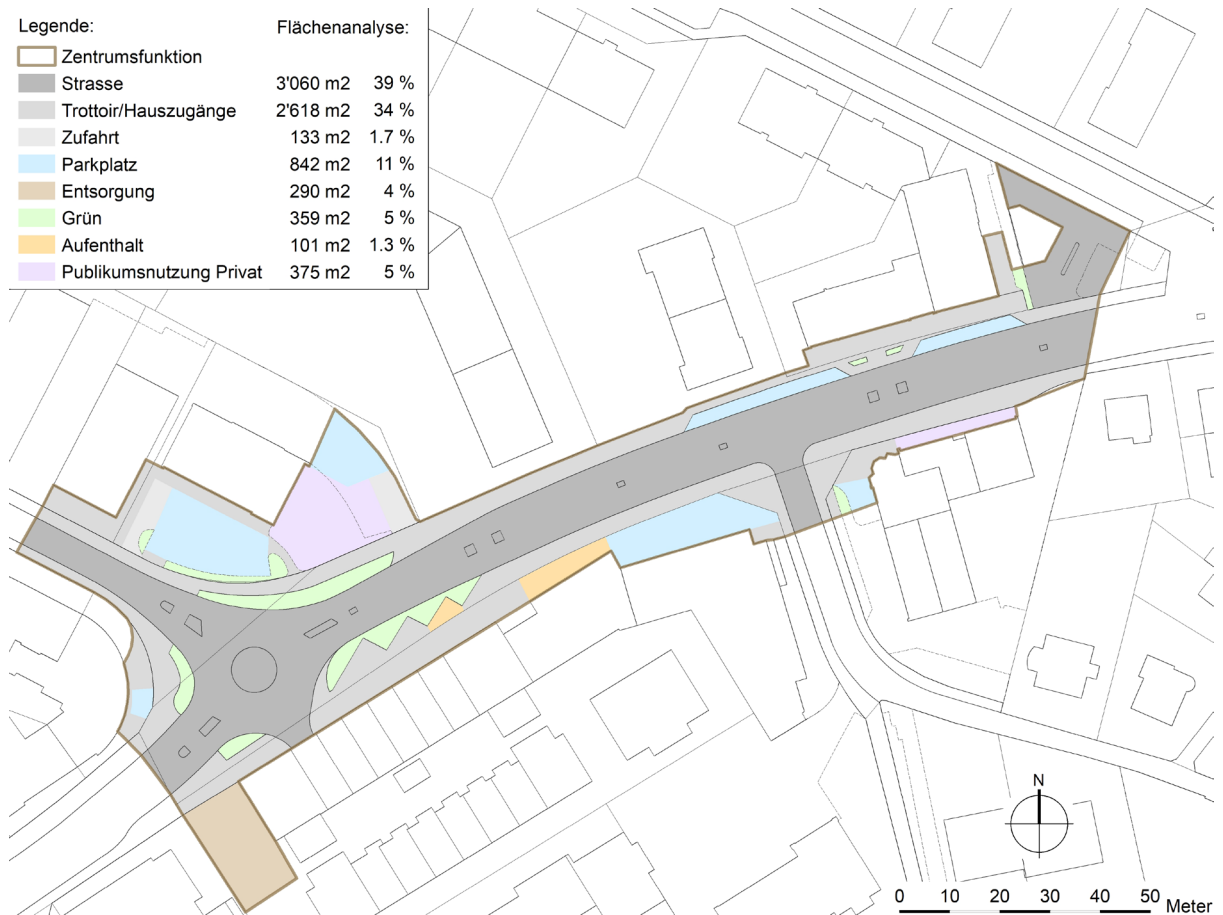 Legende: Flächenanalyse:
Zentrumsfunktion
Strasse 3'060 m2 39 %
Trottoir/Hauszugänge 2'618 m2 34 %
Zufahrt 133 m2 1.7 %
Parkplatz 842 m2 11 %
Entsorgung 290 m2 4 %
Grün 359 m2 5 %
Aufenthalt 101 m2 1.3 %
Publikumsnutzung Privat 375 m2 5 %
N
0 10 20 30 40 50 Meter